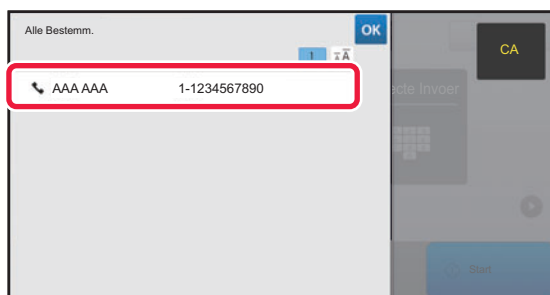 Alle Bestemm.
OK
1
CA
AAA AAA 1-1234567890
ecte Invoer
Start